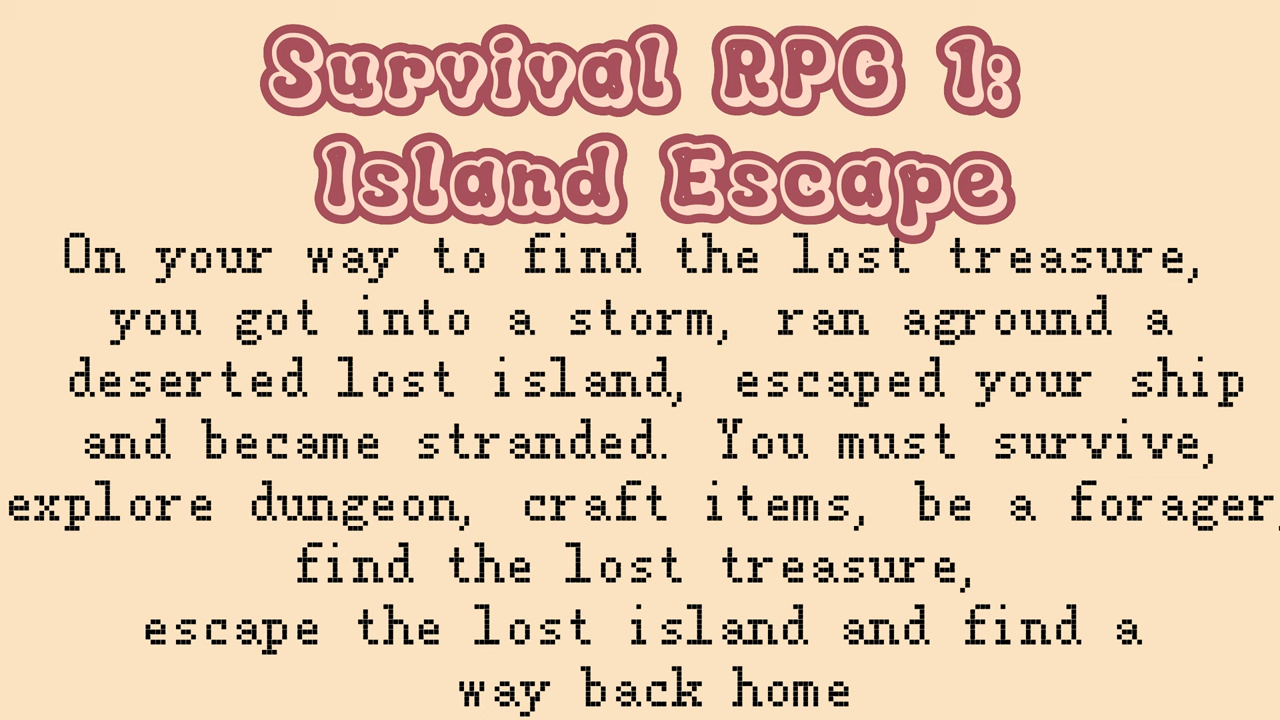 Survival RPG 1:
Island Escape
On your way to find the lost treasure,
you got into a storm, ran aground a
deserted lost island, escaped your ship
and became stranded. You must survive,
explore dungeon, craft items, be a forager,
find the lost treasure,
escape the lost island and find a
way back home